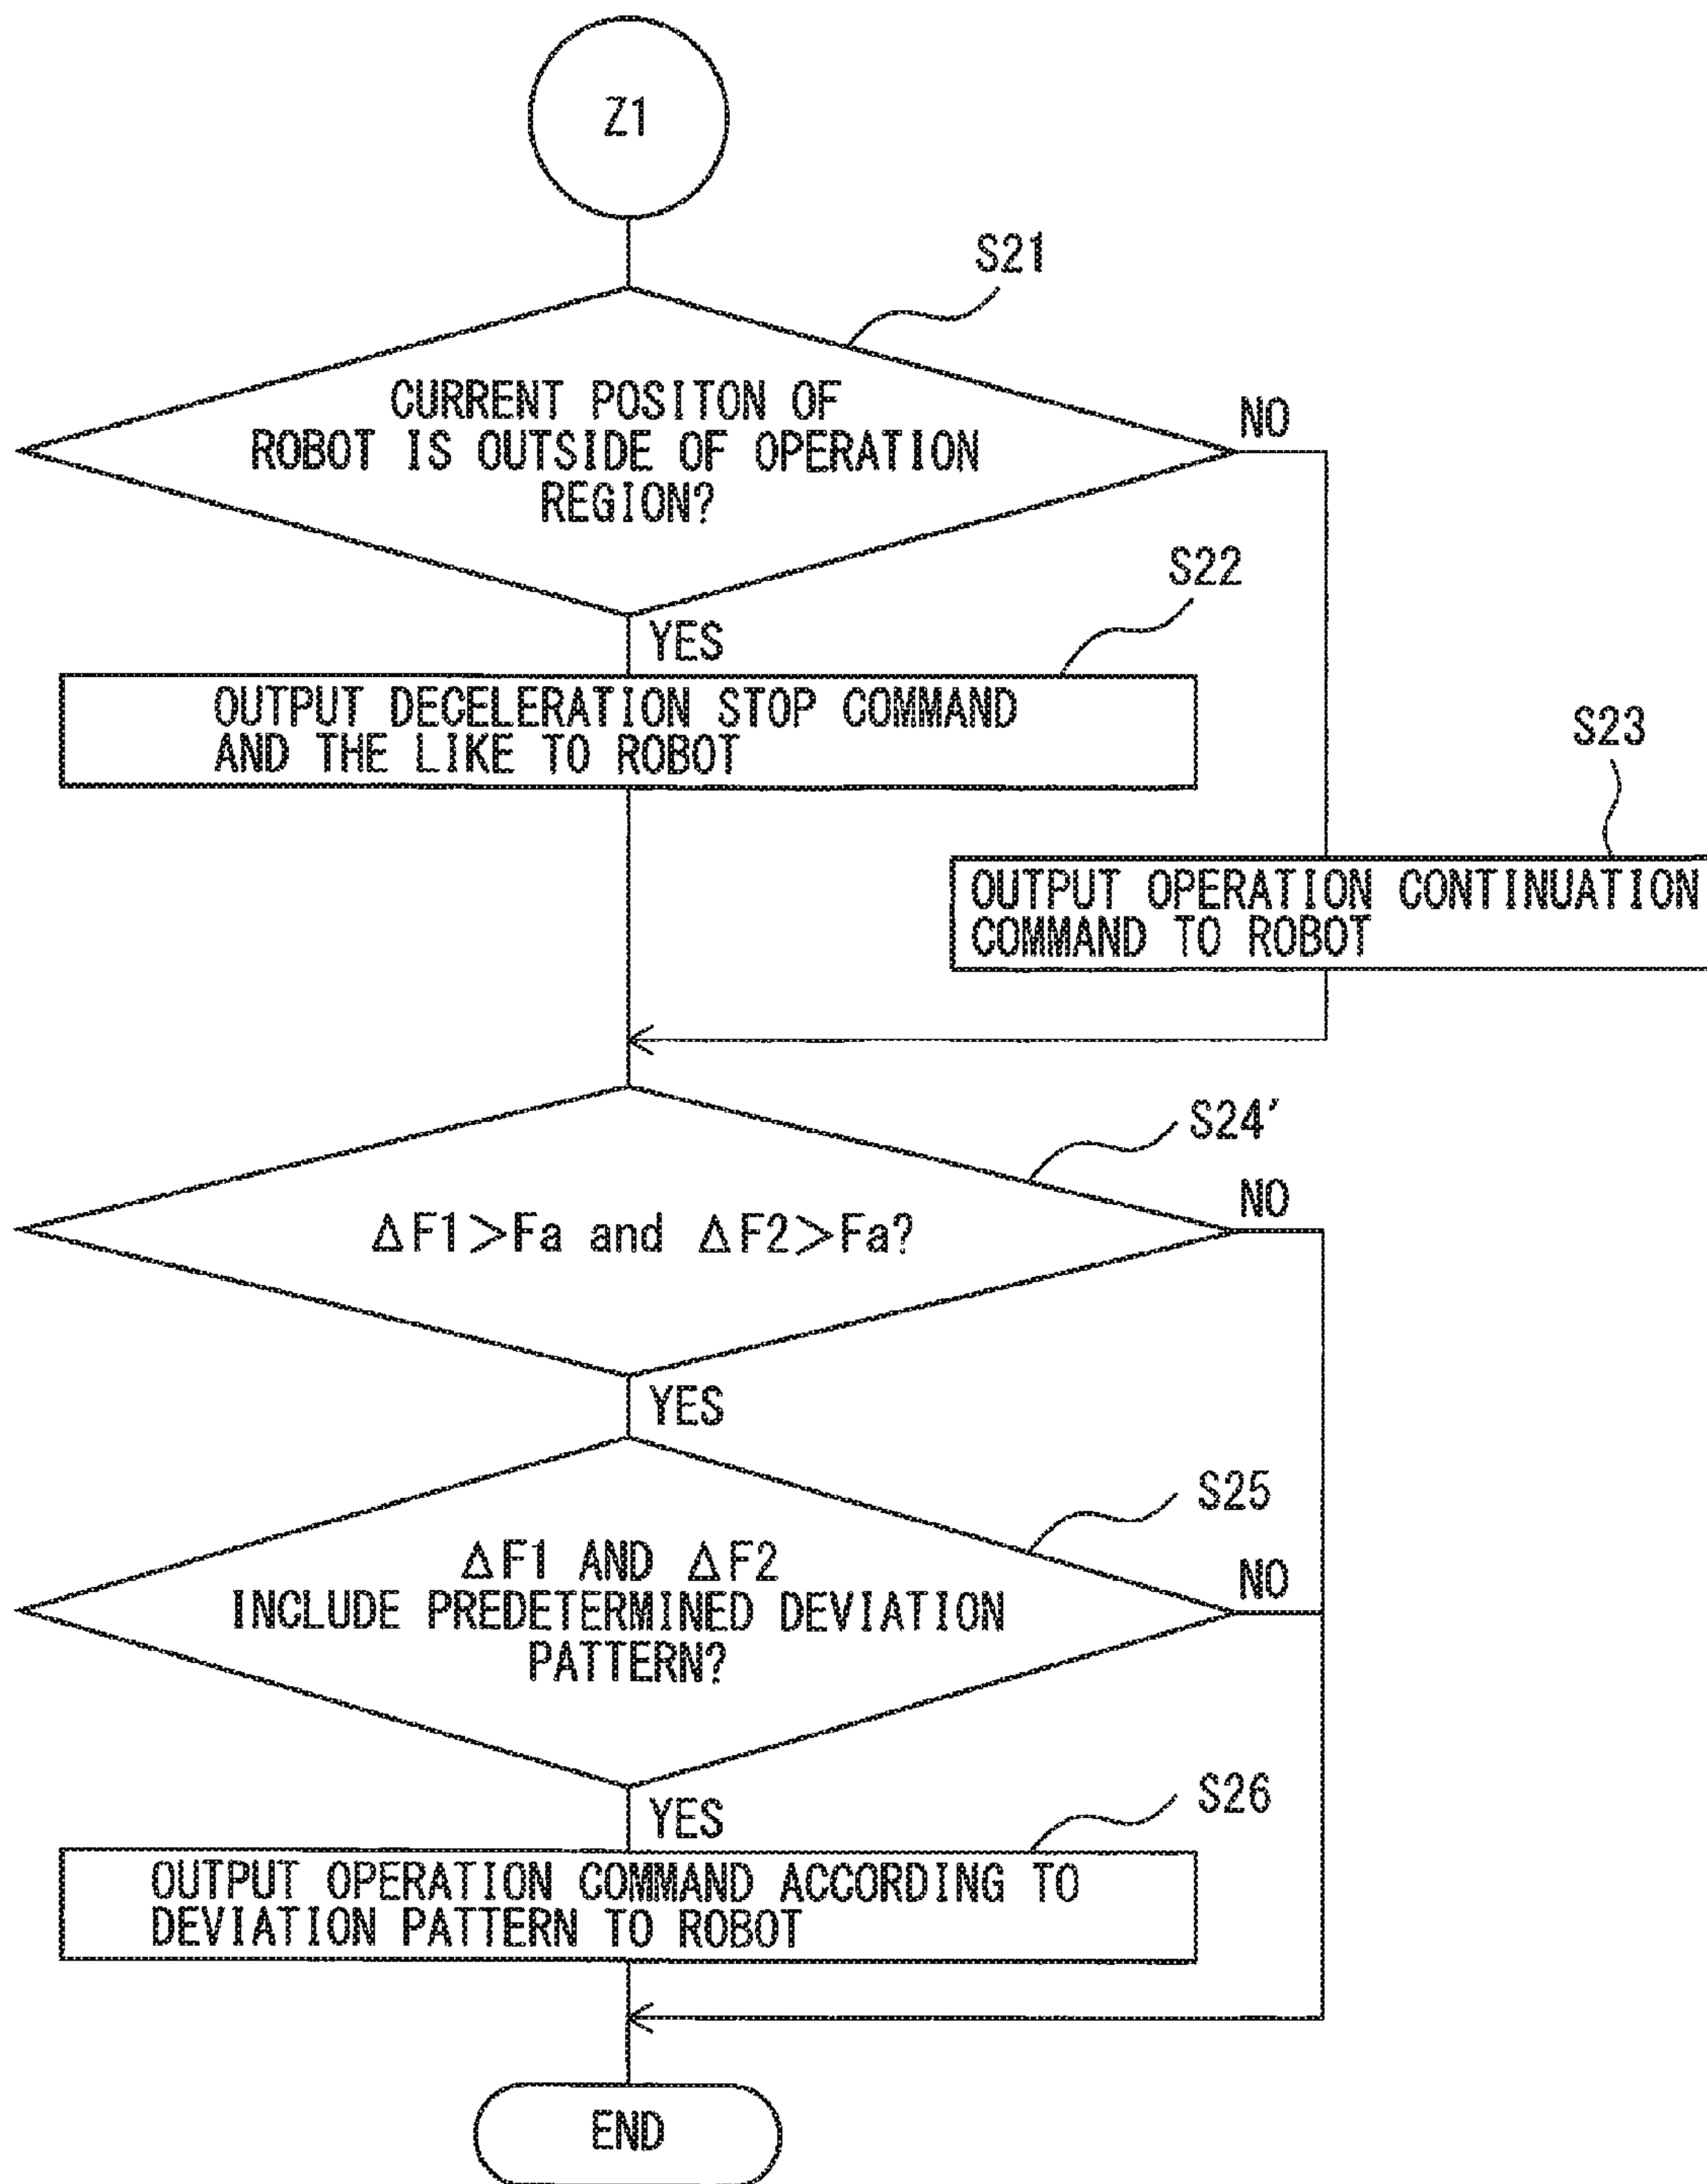 Z1
S21
CURRENT POSITON OF
ROBOT IS OUTSIDE OF OPERATION
REGION?
NO
YES
S22
OUTPUT DECELERATION STOP COMMAND
AND THE LIKE TO ROBOT
S23
OUTPUT OPERATION CONTINUATION
COMMAND TO ROBOT
S24'
ΔF1>Fa and ΔF2>Fa?
NO
YES
S25
ΔF1 AND ΔF2
INCLUDE PREDETERMINED DEVIATION
PATTERN?
NO
YES
S26
OUTPUT OPERATION COMMAND ACCORDING TO
DEVIATION PATTERN TO ROBOT
END